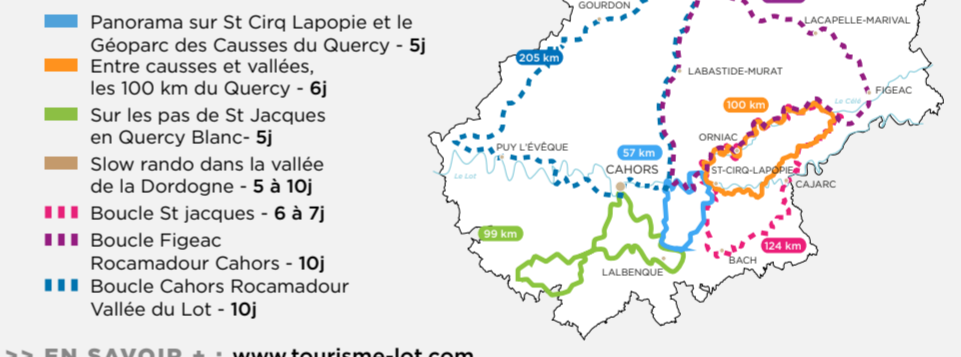 Panorama sur St Cirq Lapopie et le
Géoparc des Causses du Quercy - 5j
Entre causses et vallées,
les 100 km du Quercy - 6j
Sur les pas de St Jacques
en Quercy Blanc- 5j
Slow rando dans la vallée
de la Dordogne - 5 à 10j
Boucle St jacques - 6 à 7j
Boucle Figeac
Rocamadour Cahors - 10j
Boucle Cahors Rocamadour
Vallée du Lot - 10j
GOURDON
LACAPELLE-MARIVAL
205 km
LABASTIDE-MURAT
FIGEAC
100 km
Le Célé
ORNIAC
PUY L'ÉVÊQUE
57 km
CAHORS
ST-CIRQ-LAPOPIE
Le Lot
CAJARC
99 km
124 km
BACH
LALBENQUE
>> EN SAVOIR + : www.tourisme-lot.com